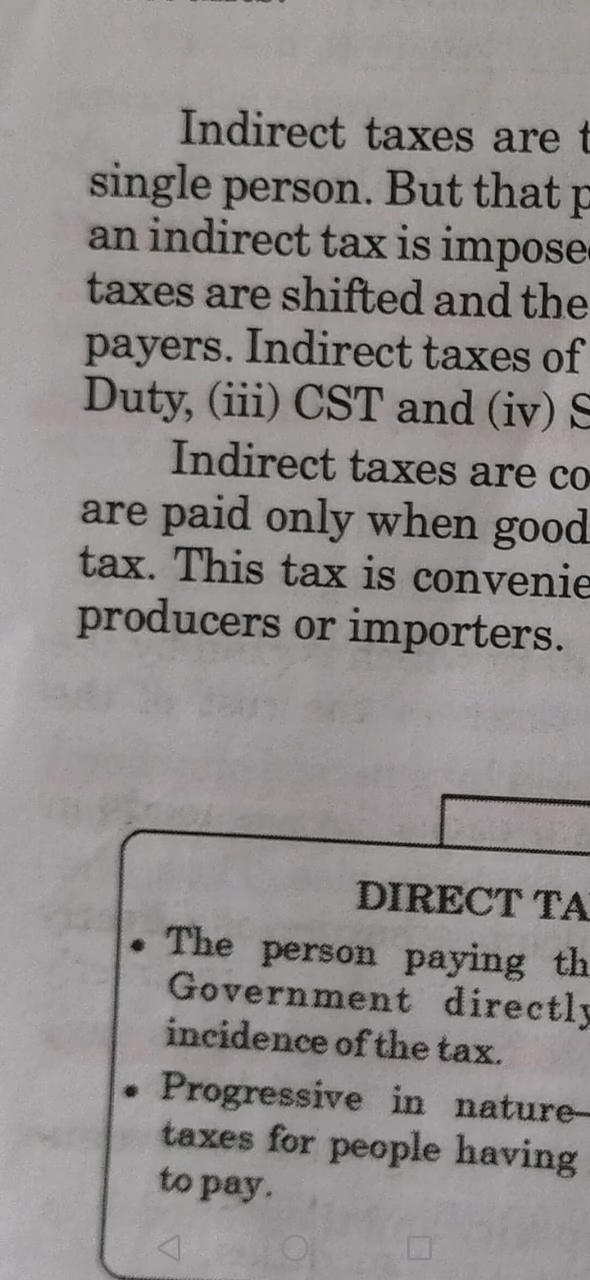 Indirect taxes are t
single person. But that p
an indirect tax is impose
taxes are shifted and the
payers. Indirect taxes of
Duty, (iii) CST and (iv) S
Indirect taxes are co
are paid only when good
tax. This tax is convenie
producers or importers.
DIRECT TA
• The person paying th
Government directly
incidence of the tax.
• Progressive in nature–
taxes for people having
to pay.